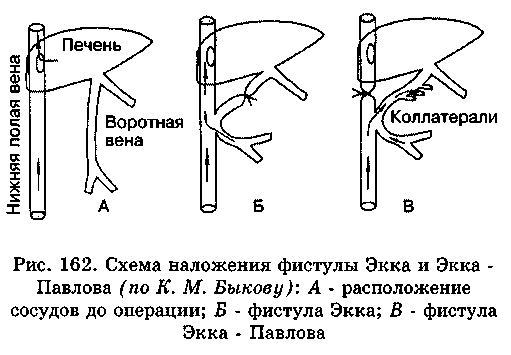 Печень
Нижняя полая вена
Воротная
вена
Коллатерали
А
Б
В
Рис. 162. Схема наложения фистулы Экка и Экка -
Павлова (по К. М. Быкову): А - расположение
сосудов до операции; Б - фистула Экка; В - фистула
Экка - Павлова